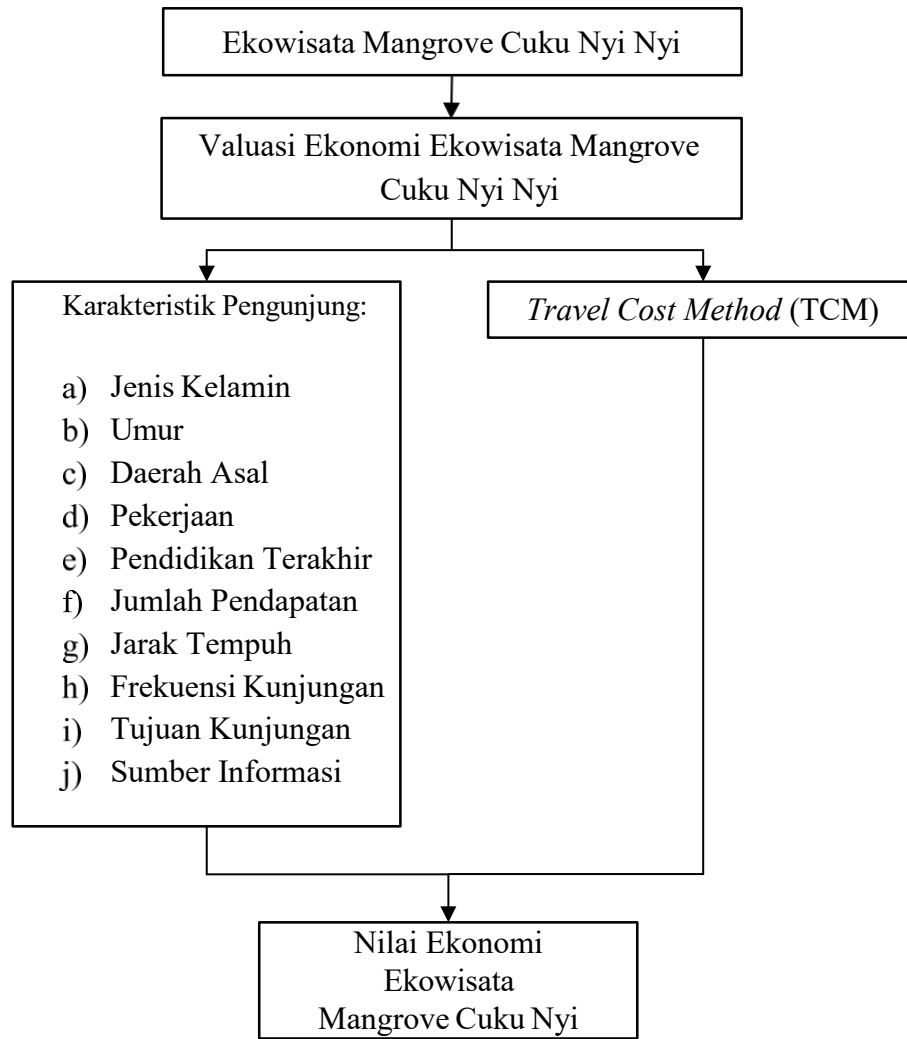 Ekowisata Mangrove Cuku Nyi Nyi
Valuasi Ekonomi Ekowisata Mangrove
Cuku Nyi Nyi
Karakteristik Pengunjung:
a) Jenis Kelamin
b) Umur
c) Daerah Asal
d) Pekerjaan
e) Pendidikan Terakhir
f) Jumlah Pendapatan
g) Jarak Tempuh
h) Frekuensi Kunjungan
i) Tujuan Kunjungan
j) Sumber Informasi
Travel Cost Method (TCM)
Nilai Ekonomi
Ekowisata
Mangrove Cuku Nyi